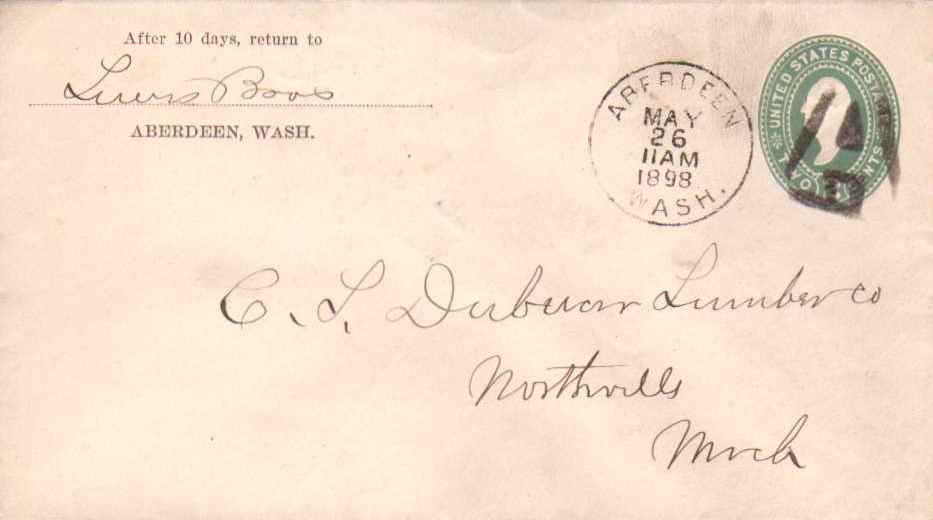 After 10 days, return to
Lewis Boos
ABERDEEN, WASH.
ABERDEEN
MAY
26
11AM
1898
WASH.
UNITED STATES POSTAGE
TWO CENTS
C. S. Dubuar Lumber Co
Northville
Mich